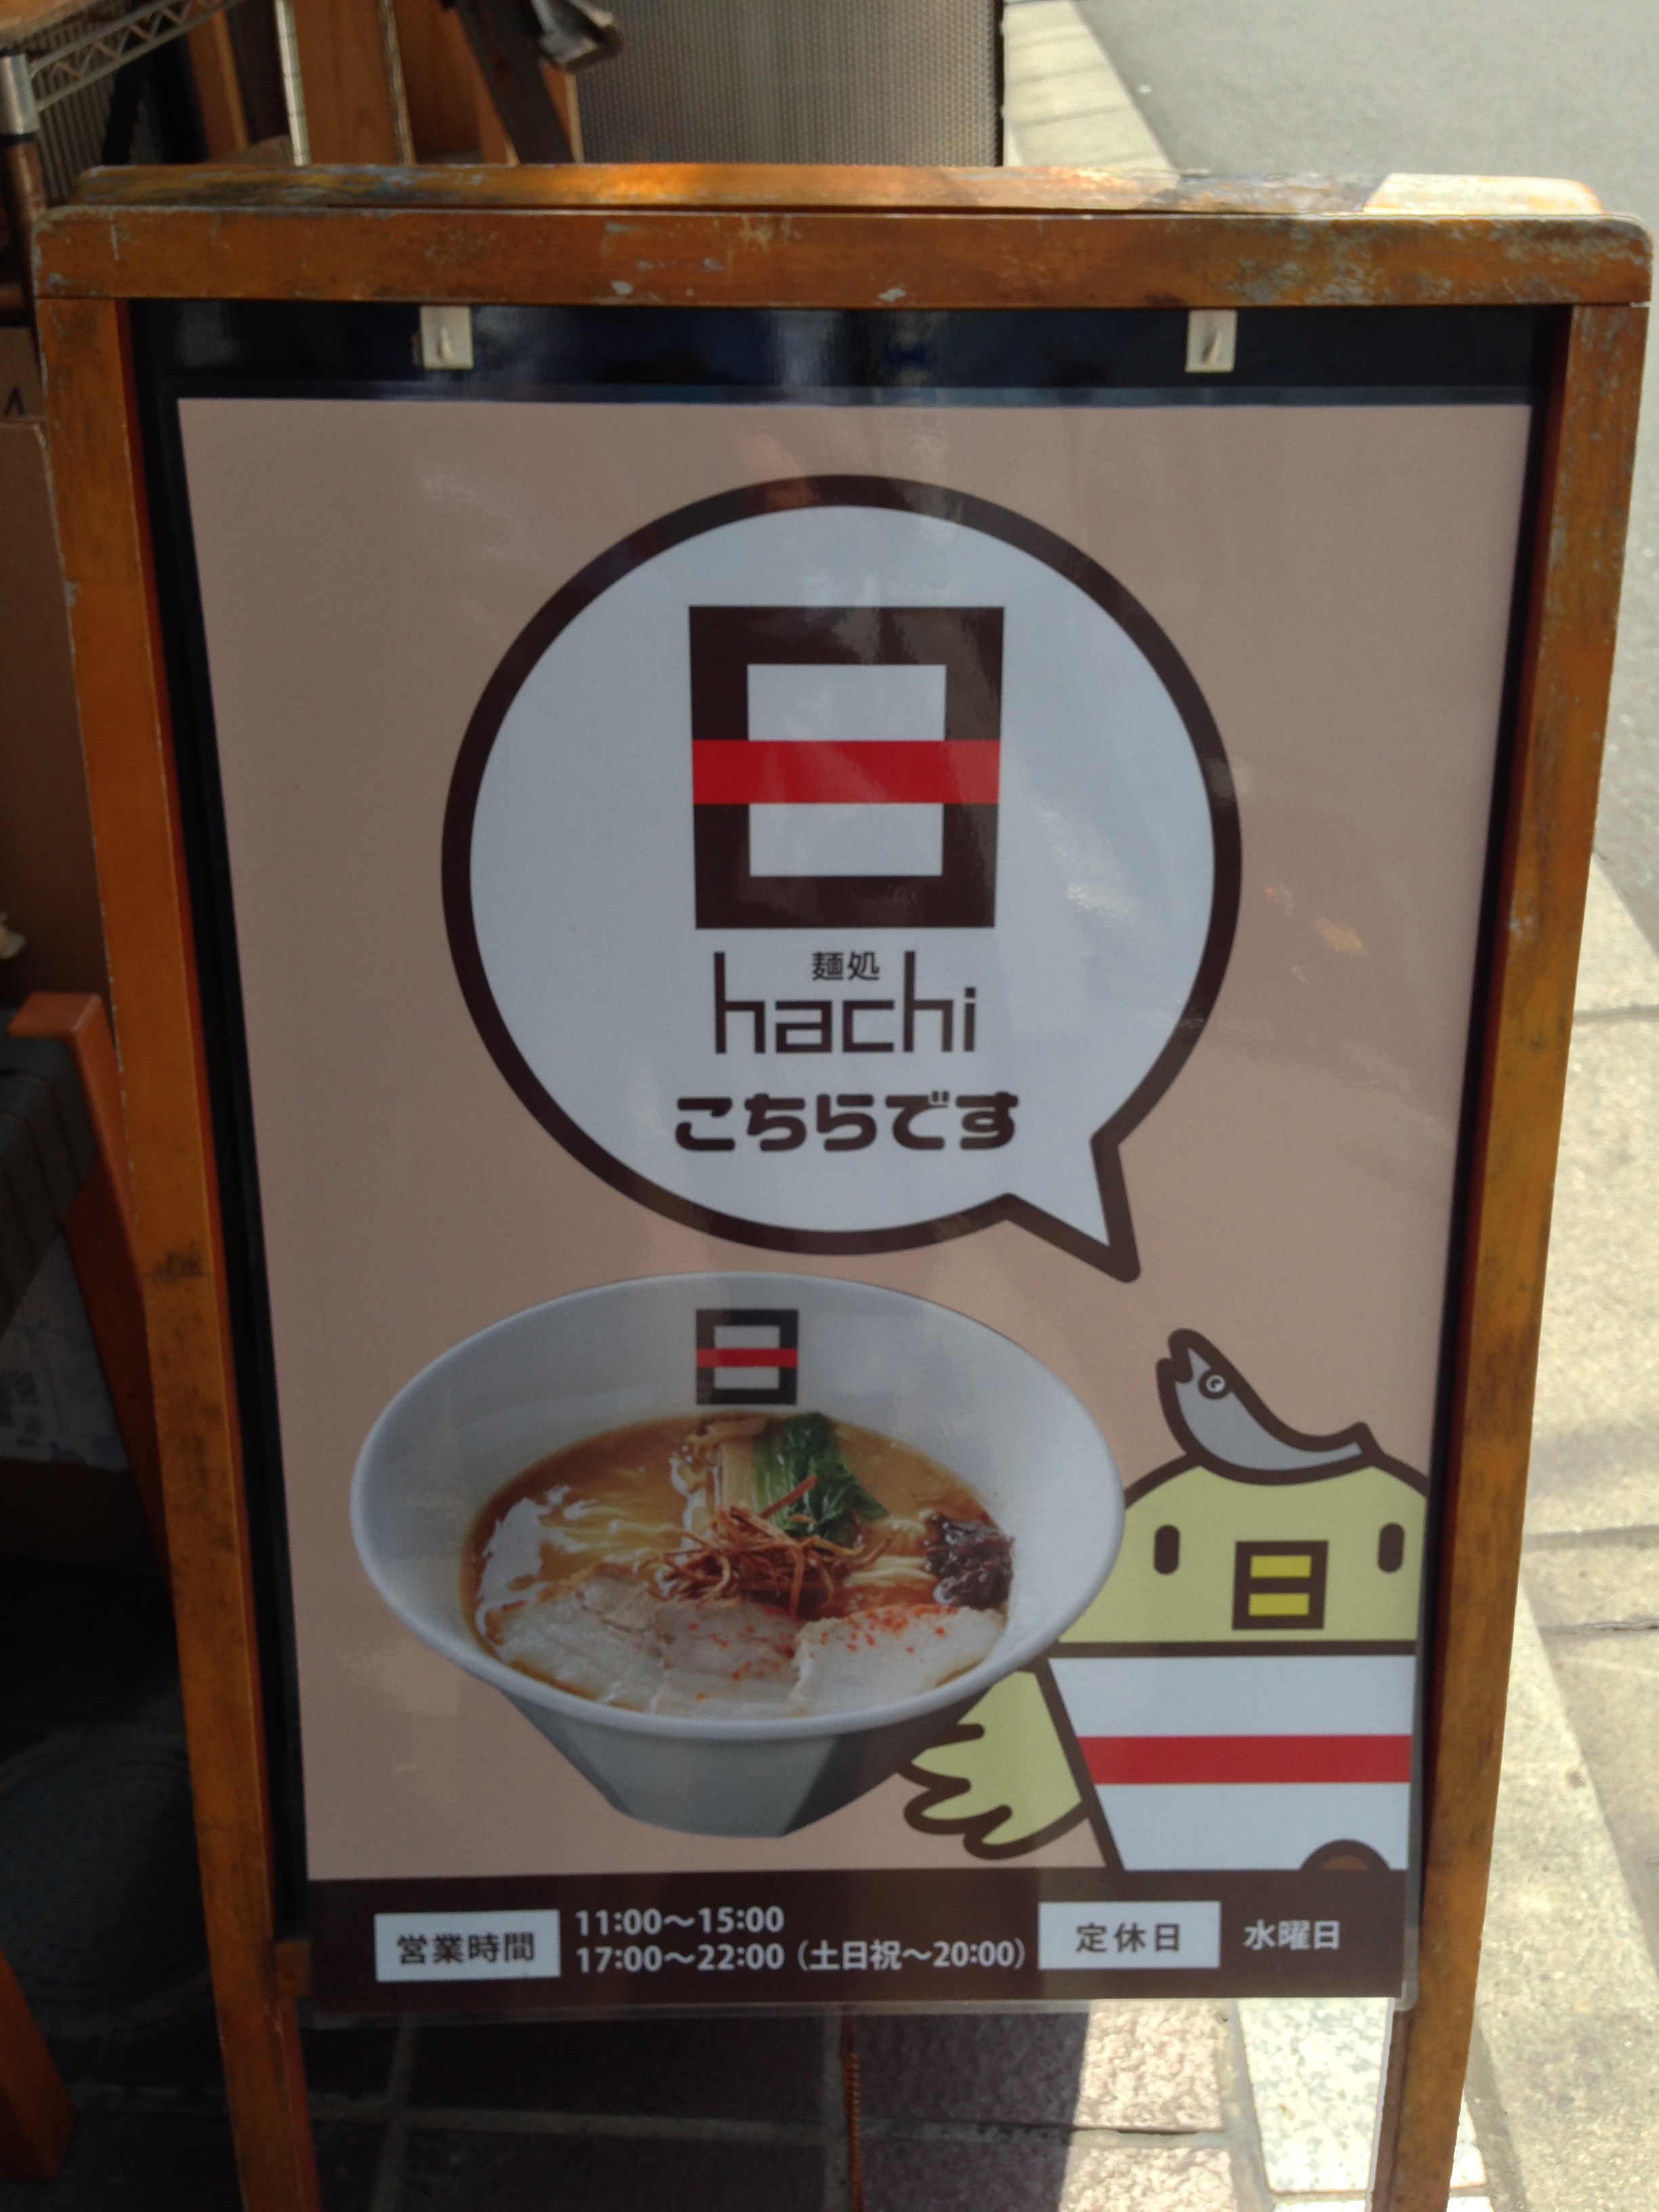 麺処
hachi
こちらです
営業時間
11:00〜15:00
17:00〜22:00（土日祝〜20:00）
定休日
水曜日